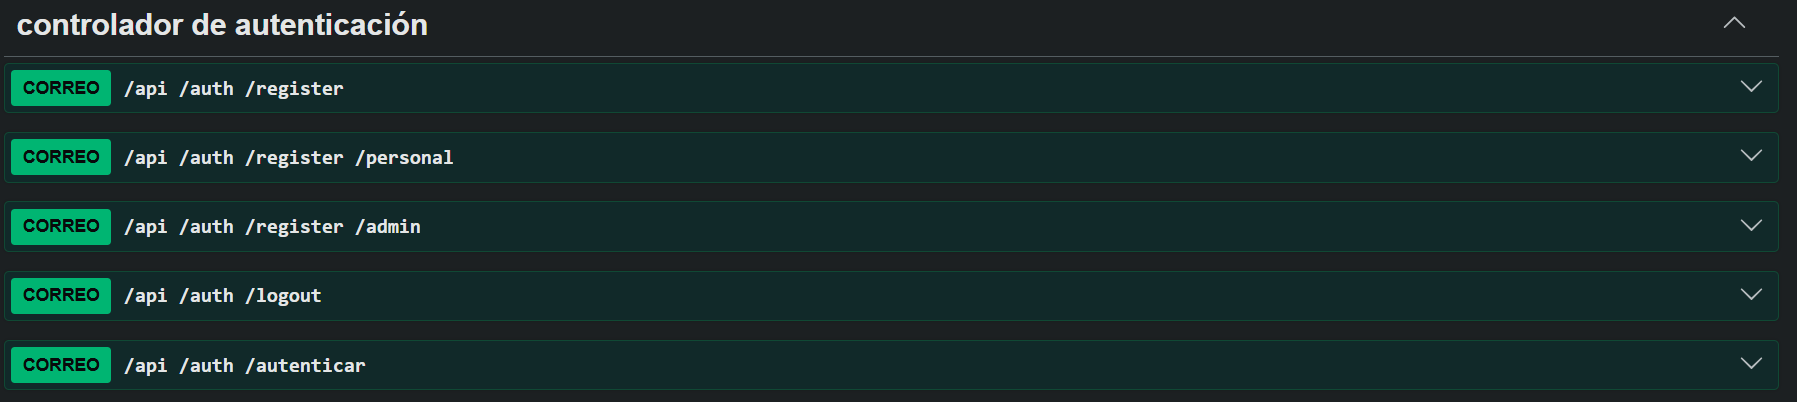 controlador de autenticación
CORREO /api /auth /register
CORREO /api /auth /register /personal
CORREO /api /auth /register /admin
CORREO /api /auth /logout
CORREO /api /auth /autenticar